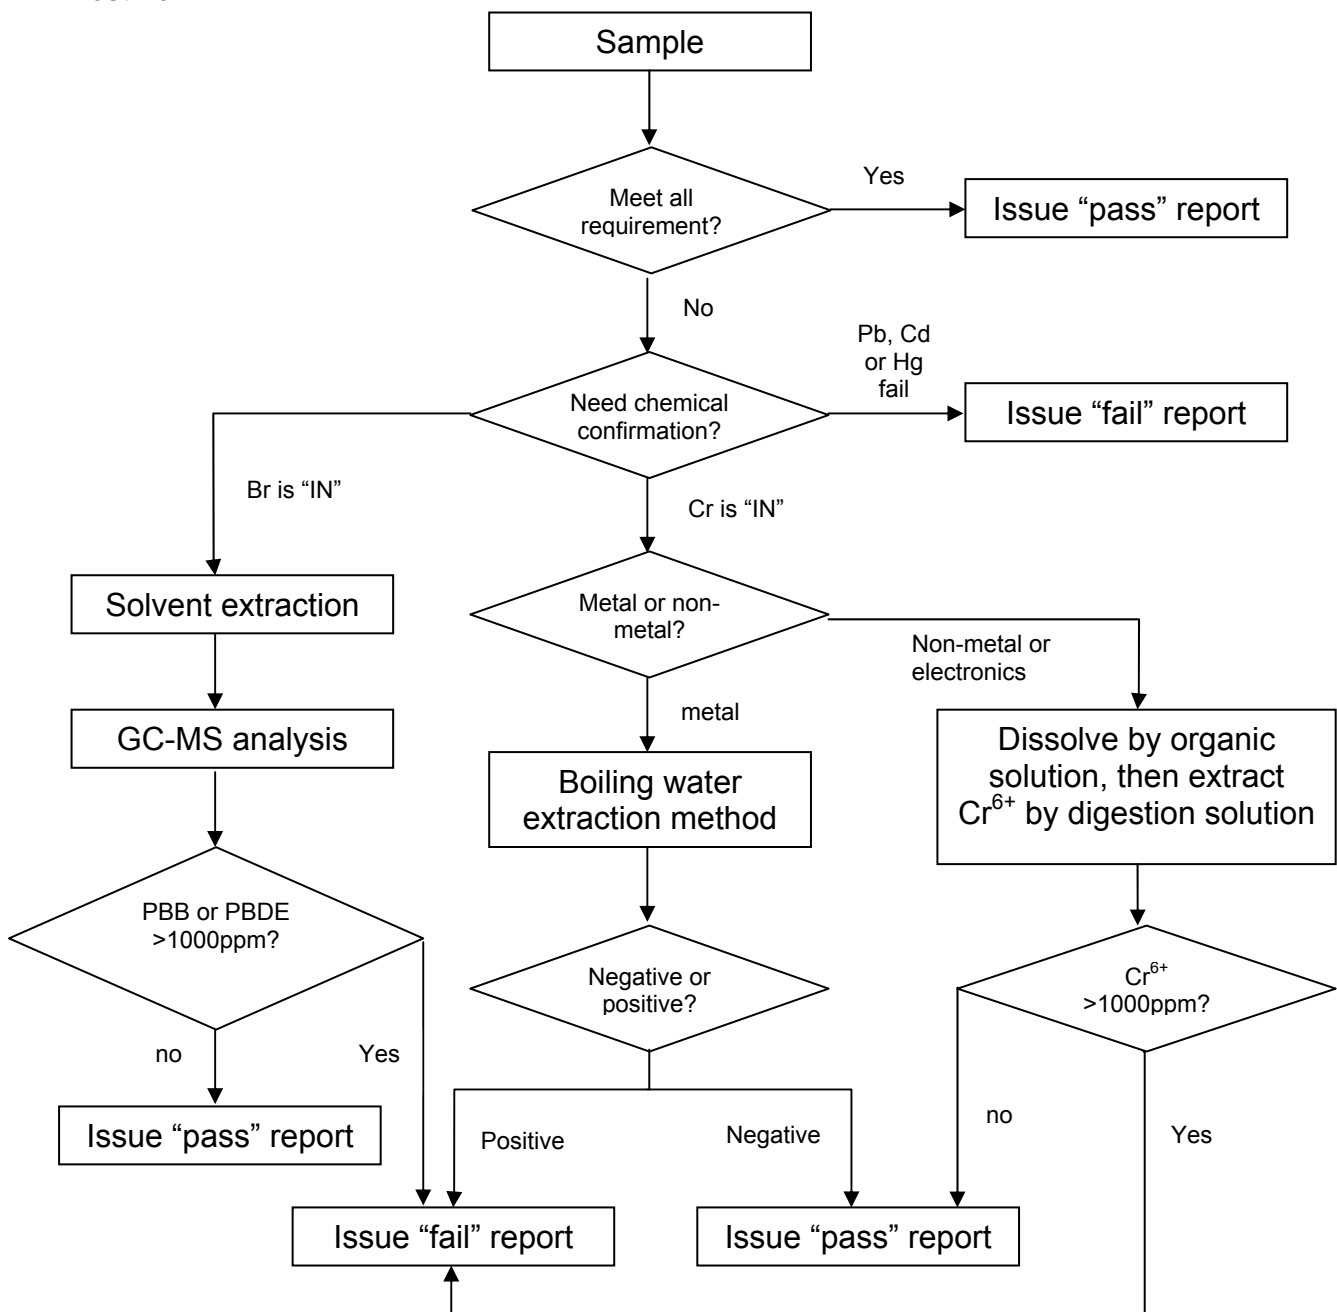 Sample
Meet all
requirement?
Yes
Issue “pass” report
No
Pb, Cd
or Hg
fail
Need chemical
confirmation?
Issue “fail” report
Br is “IN”
Cr is “IN”
Solvent extraction
Metal or non-
metal?
Non-metal or
electronics
metal
GC-MS analysis
Boiling water
extraction method
Dissolve by organic
solution, then extract
Cr⁶⁺ by digestion solution
PBB or PBDE
>1000ppm?
Negative or
positive?
Cr⁶⁺
>1000ppm?
no
Yes
Issue “pass” report
Positive
Negative
no
Yes
Issue “fail” report
Issue “pass” report